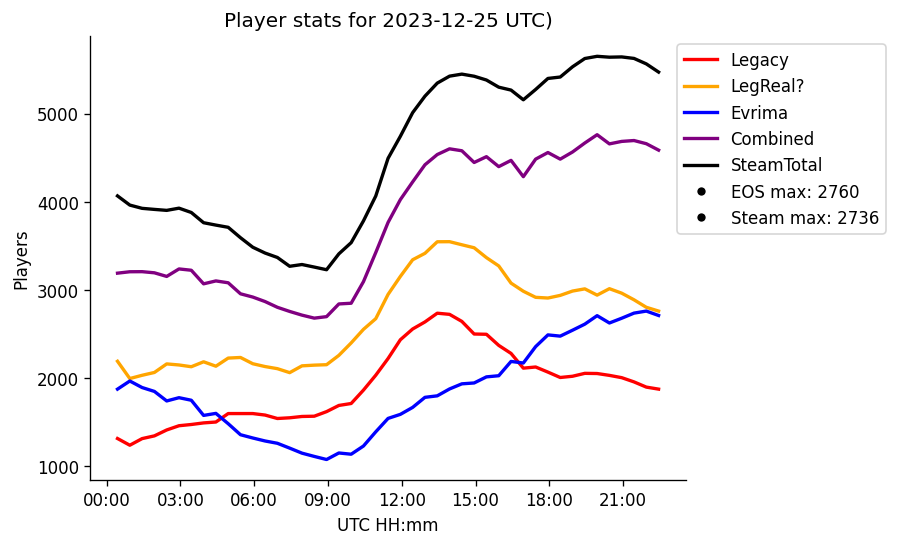 Player stats for 2023-12-25 UTC)
Legacy
LegReal?
Evrima
Combined
SteamTotal
EOS max: 2760
Steam max: 2736
Players
5000
4000
3000
2000
1000
00:00 03:00 06:00 09:00 12:00 15:00 18:00 21:00
UTC HH:mm